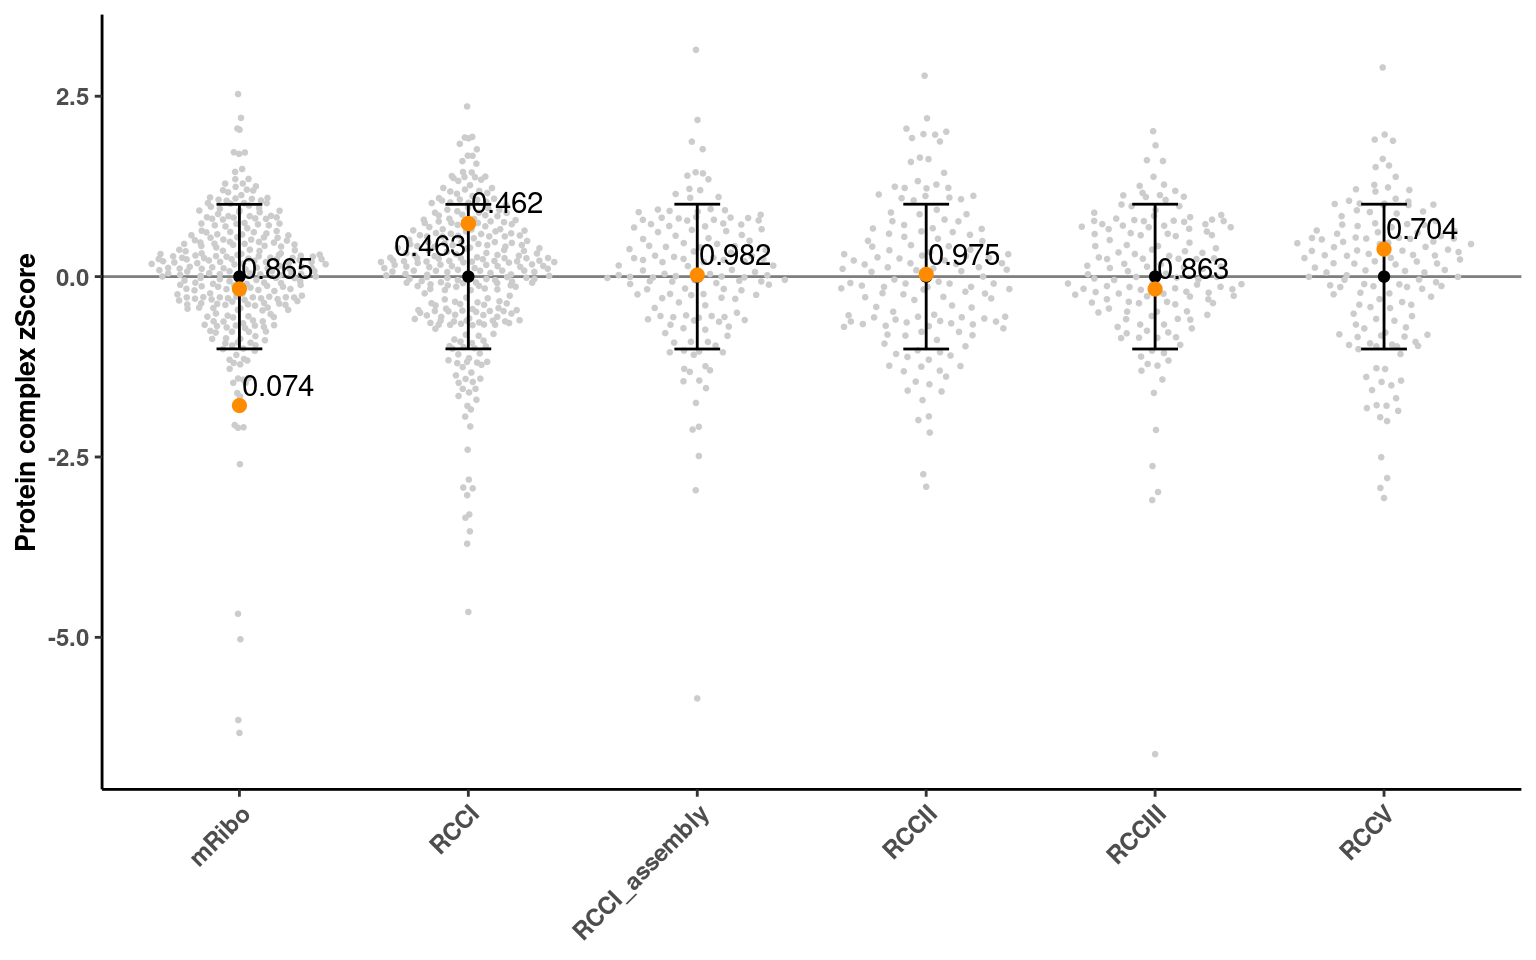 Protein complex zScore
2.5
0.0
-2.5
-5.0
0.865
0.074
0.462
0.463
0.982
0.975
0.863
0.704
mRibo
RCCI
RCCI_assembly
RCCII
RCCIII
RCCV